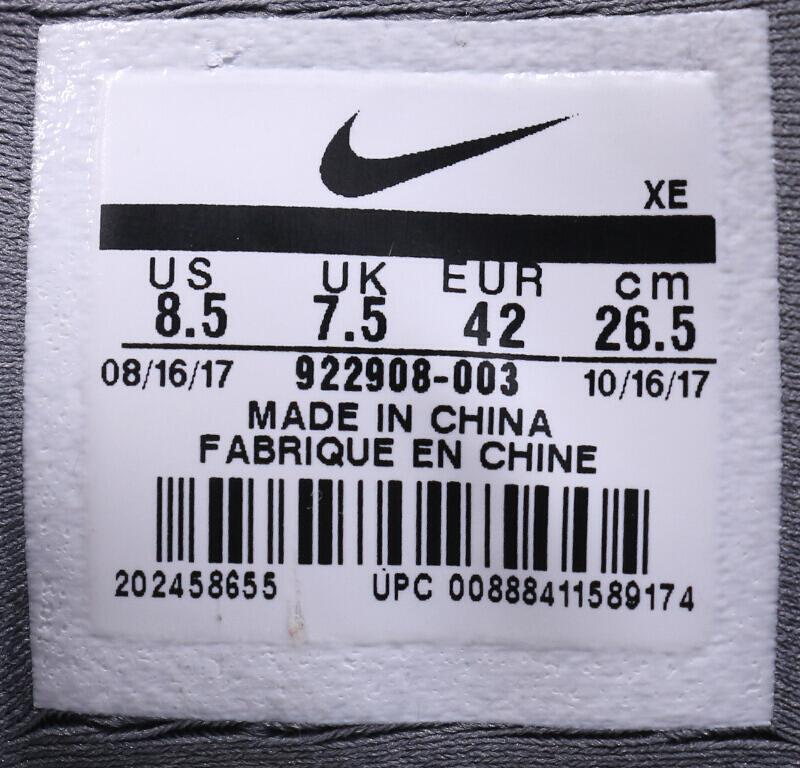 XE
US UK EUR cm
8.5 7.5 42 26.5
08/16/17 922908-003 10/16/17
MADE IN CHINA
FABRIQUE EN CHINE
202458655 UPC 00888411589174